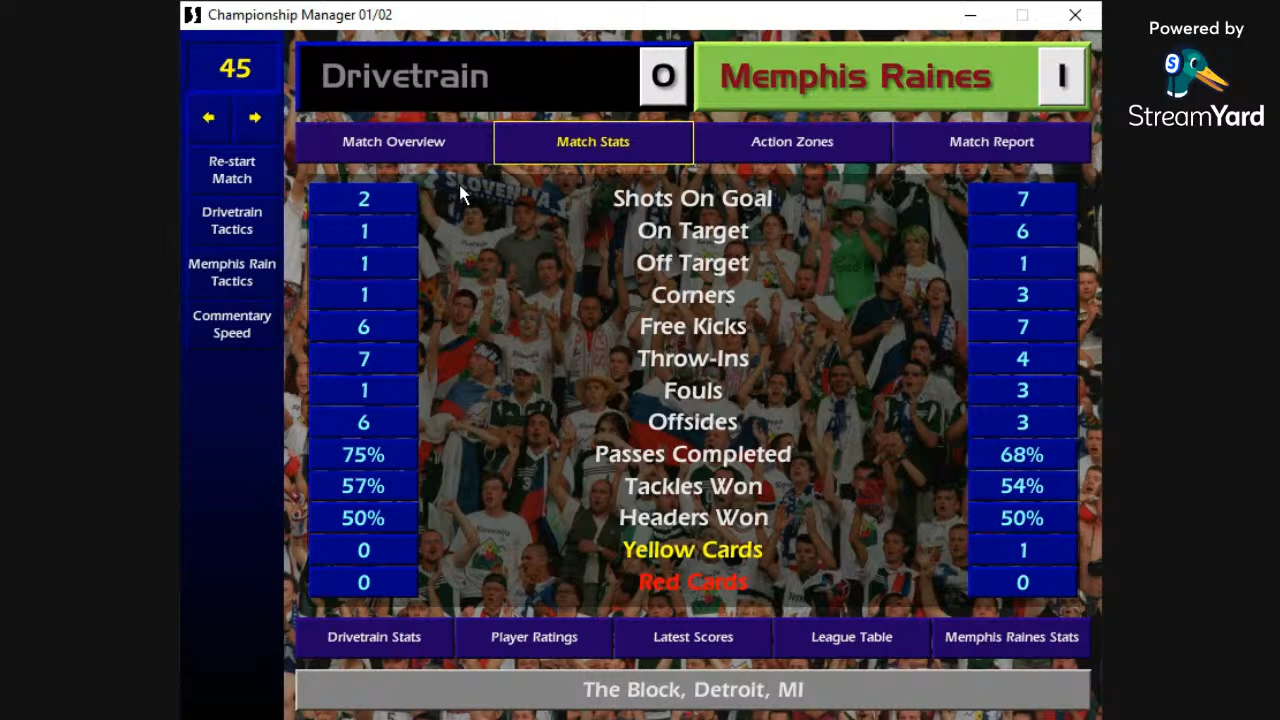 Championship Manager 01/02
Powered by
StreamYard
45
Drivetrain 0 Memphis Raines 1
Match Overview Match Stats Action Zones Match Report
Re-start
Match
Drivetrain
Tactics
Memphis Rain
Tactics
Commentary
Speed
SLOVENIJA
2 Shots On Goal 7
1 On Target 6
1 Off Target 1
1 Corners 3
6 Free Kicks 7
7 Throw-Ins 4
1 Fouls 3
6 Offsides 3
75% Passes Completed 68%
57% Tackles Won 54%
50% Headers Won 50%
0 Yellow Cards 1
0 Red Cards 0
Drivetrain Stats Player Ratings Latest Scores League Table Memphis Raines Stats
The Block, Detroit, MI